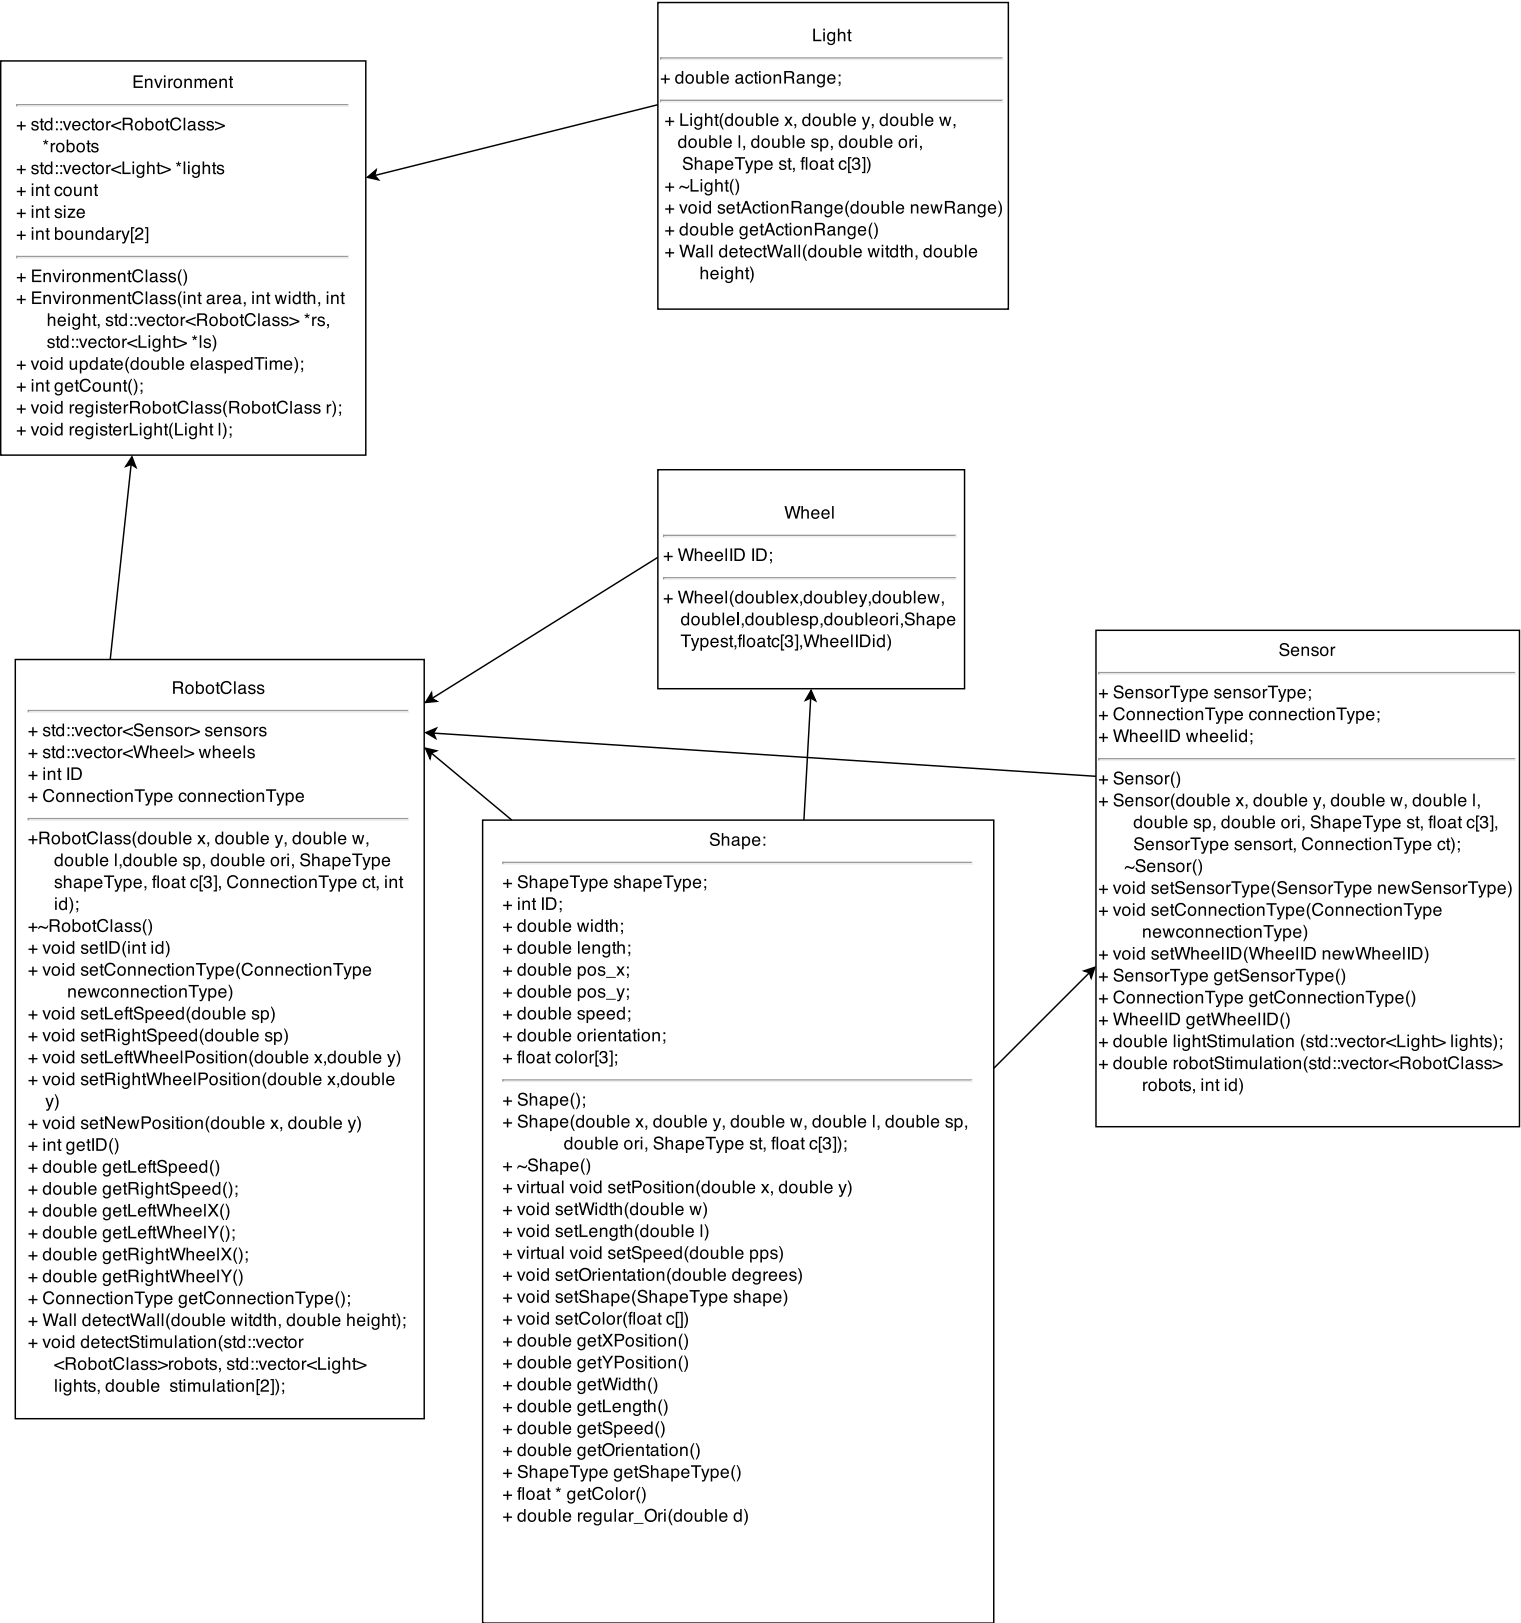 Light
+ double actionRange;
+ Light(double x, double y, double w,
double l, double sp, double ori,
ShapeType st, float c[3])
+ ~Light()
+ void setActionRange(double newRange)
+ double getActionRange()
+ Wall detectWall(double witdth, double
height)
Environment
+ std::vector<RobotClass>
*robots
+ std::vector<Light> *lights
+ int count
+ int size
+ int boundary[2]
+ EnvironmentClass()
+ EnvironmentClass(int area, int width, int
height, std::vector<RobotClass> *rs,
std::vector<Light> *ls)
+ void update(double elaspedTime);
+ int getCount();
+ void registerRobotClass(RobotClass r);
+ void registerLight(Light l);
Wheel
+ WheelID ID;
+ Wheel(doublex,doubley,doublew,
doublel,doublesp,doubleori,Shape
Typest,floatc[3],WheelIDid)
Sensor
+ SensorType sensorType;
+ ConnectionType connectionType;
+ WheelID wheelid;
+ Sensor()
+ Sensor(double x, double y, double w, double l,
double sp, double ori, ShapeType st, float c[3],
SensorType sensort, ConnectionType ct);
~Sensor()
+ void setSensorType(SensorType newSensorType)
+ void setConnectionType(ConnectionType
newconnectionType)
+ void setWheelID(WheelID newWheelID)
+ SensorType getSensorType()
+ ConnectionType getConnectionType()
+ WheelID getWheelID()
+ double lightStimulation (std::vector<Light> lights);
+ double robotStimulation(std::vector<RobotClass>
robots, int id)
RobotClass
+ std::vector<Sensor> sensors
+ std::vector<Wheel> wheels
+ int ID
+ ConnectionType connectionType
+RobotClass(double x, double y, double w,
double l,double sp, double ori, ShapeType
shapeType, float c[3], ConnectionType ct, int
id);
+~RobotClass()
+ void setID(int id)
+ void setConnectionType(ConnectionType
newconnectionType)
+ void setLeftSpeed(double sp)
+ void setRightSpeed(double sp)
+ void setLeftWheelPosition(double x,double y)
+ void setRightWheelPosition(double x,double
y)
+ void setNewPosition(double x, double y)
+ int getID()
+ double getLeftSpeed()
+ double getRightSpeed();
+ double getLeftWheelX()
+ double getLeftWheelY();
+ double getRightWheelX();
+ double getRightWheelY()
+ ConnectionType getConnectionType();
+ Wall detectWall(double witdth, double height);
+ void detectStimulation(std::vector
<RobotClass>robots, std::vector<Light>
lights, double  stimulation[2]);
Shape:
+ ShapeType shapeType;
+ int ID;
+ double width;
+ double length;
+ double pos_x;
+ double pos_y;
+ double speed;
+ double orientation;
+ float color[3];
+ Shape();
+ Shape(double x, double y, double w, double l, double sp,
double ori, ShapeType st, float c[3]);
+ ~Shape()
+ virtual void setPosition(double x, double y)
+ void setWidth(double w)
+ void setLength(double l)
+ virtual void setSpeed(double pps)
+ void setOrientation(double degrees)
+ void setShape(ShapeType shape)
+ void setColor(float c[])
+ double getXPosition()
+ double getYPosition()
+ double getWidth()
+ double getLength()
+ double getSpeed()
+ double getOrientation()
+ ShapeType getShapeType()
+ float * getColor()
+ double regular_Ori(double d)